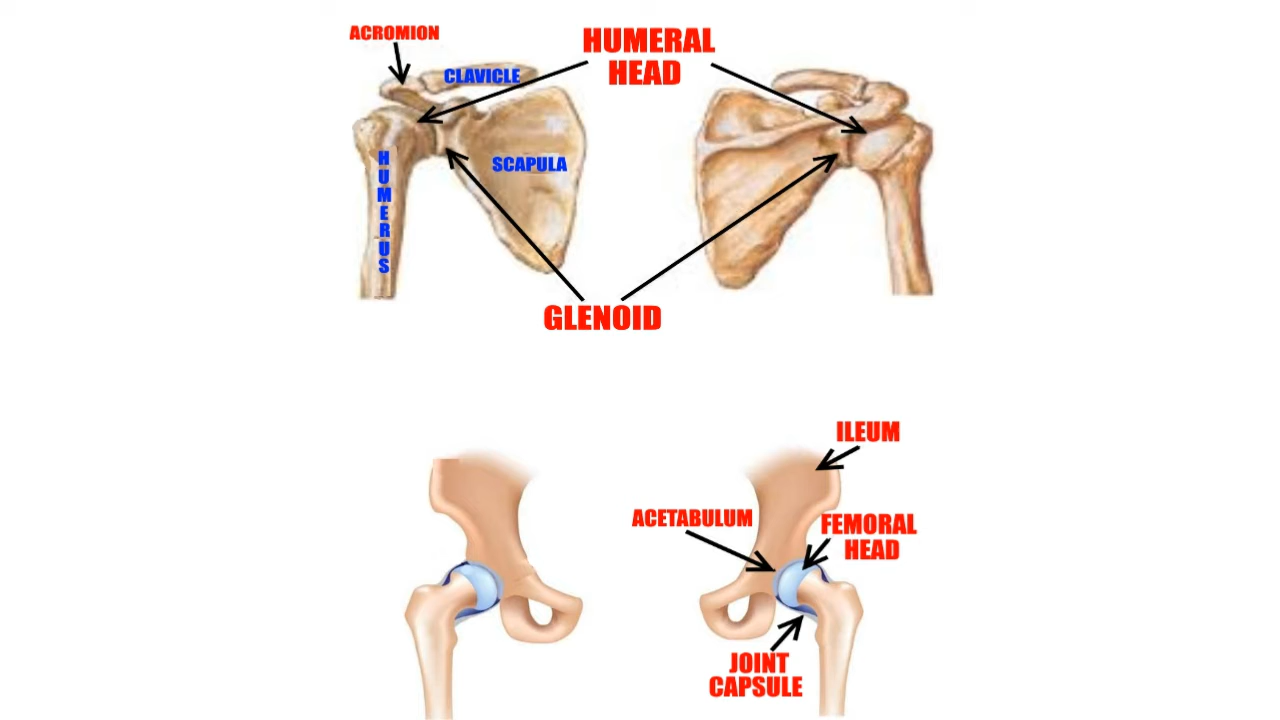 ACROMION
HUMERAL
HEAD
CLAVICLE
SCAPULA
HUMERUS
GLENOID
ILEUM
ACETABULUM
FEMORAL
HEAD
JOINT
CAPSULE